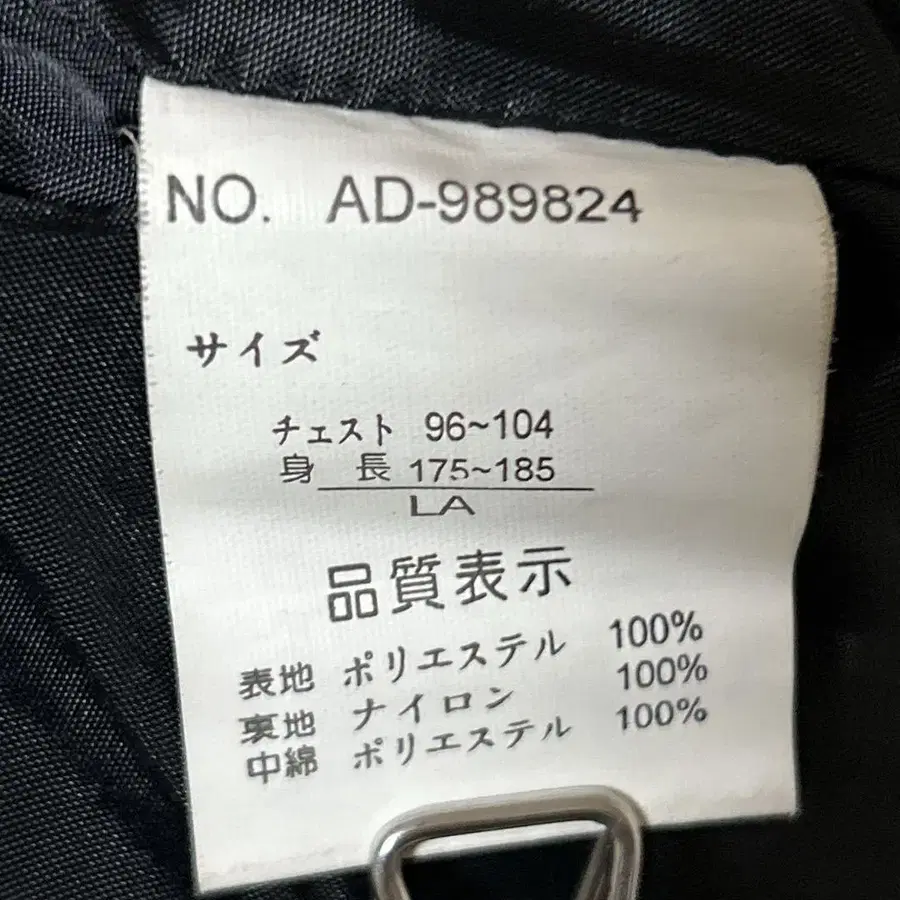 NO. AD-989824
サイズ
チェスト 96~104
身 長 175~185
LA
品質表示
表地 ポリエステル 100%
裏地 ナイロン 100%
中綿 ポリエステル 100%